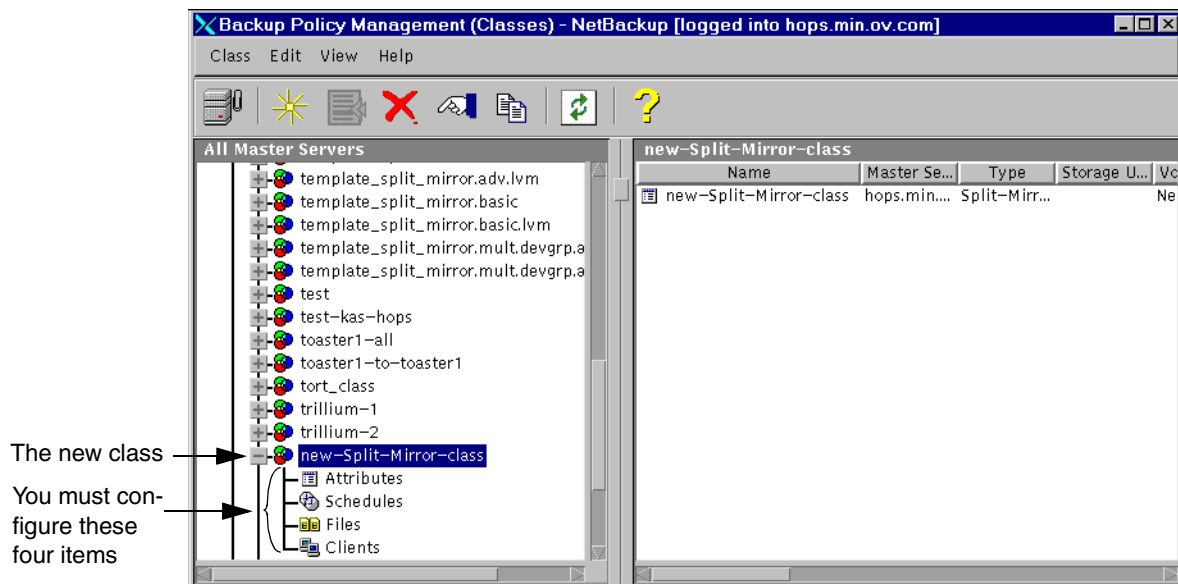 Backup Policy Management (Classes) - NetBackup [logged into hops.min.ov.com]
Class Edit View Help
All Master Servers
template_split_mirror.adv.lvm
template_split_mirror.basic
template_split_mirror.basic.lvm
template_split_mirror.mult.devgrp.a
template_split_mirror.mult.devgrp.a
test
test-kas-hops
toaster1-all
toaster1-to-toaster1
tort_class
trillium-1
trillium-2
new-Split-Mirror-class
Attributes
Schedules
Files
Clients
new-Split-Mirror-class
Name Master Se... Type Storage U... Vo
new-Split-Mirror-class hops.min.... Split-Mirr... Ne
The new class
You must con-
figure these
four items